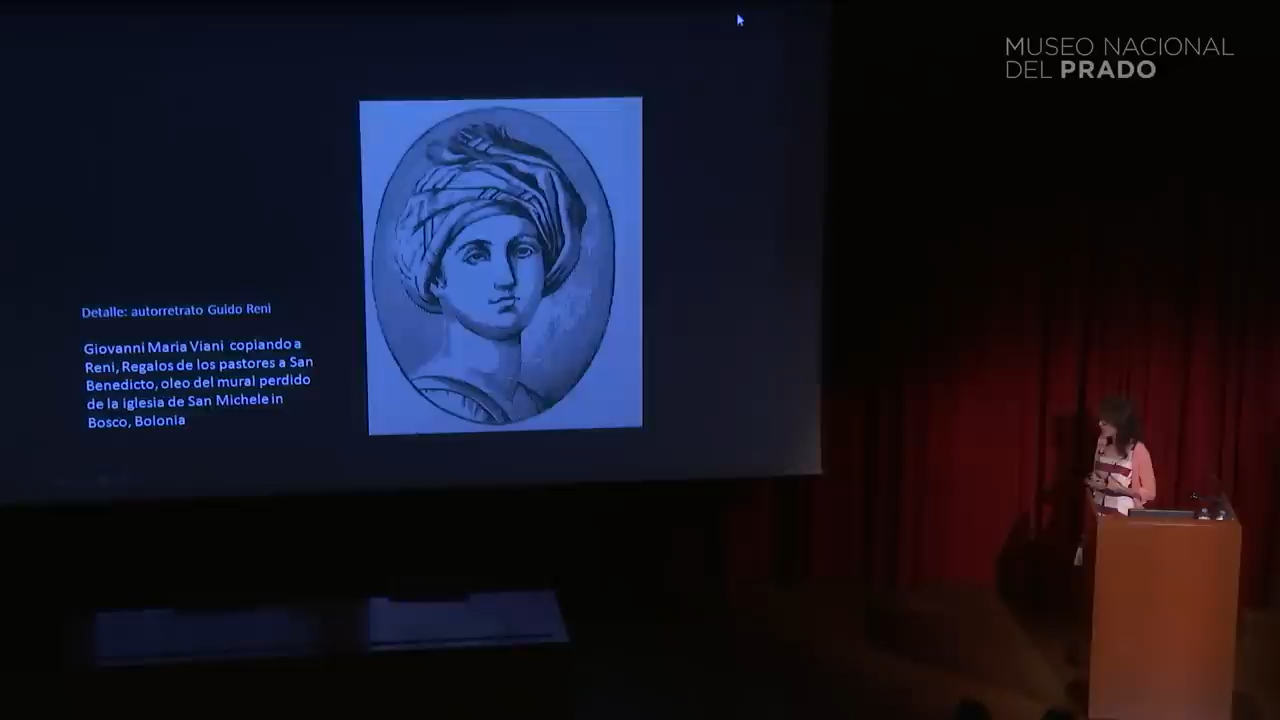 MUSEO NACIONAL
DEL PRADO
Detalle: autorretrato Guido Reni
Giovanni Maria Viani copiando a
Reni, Regalos de los pastores a San
Benedicto, oleo del mural perdido
de la iglesia de San Michele in
Bosco, Bolonia